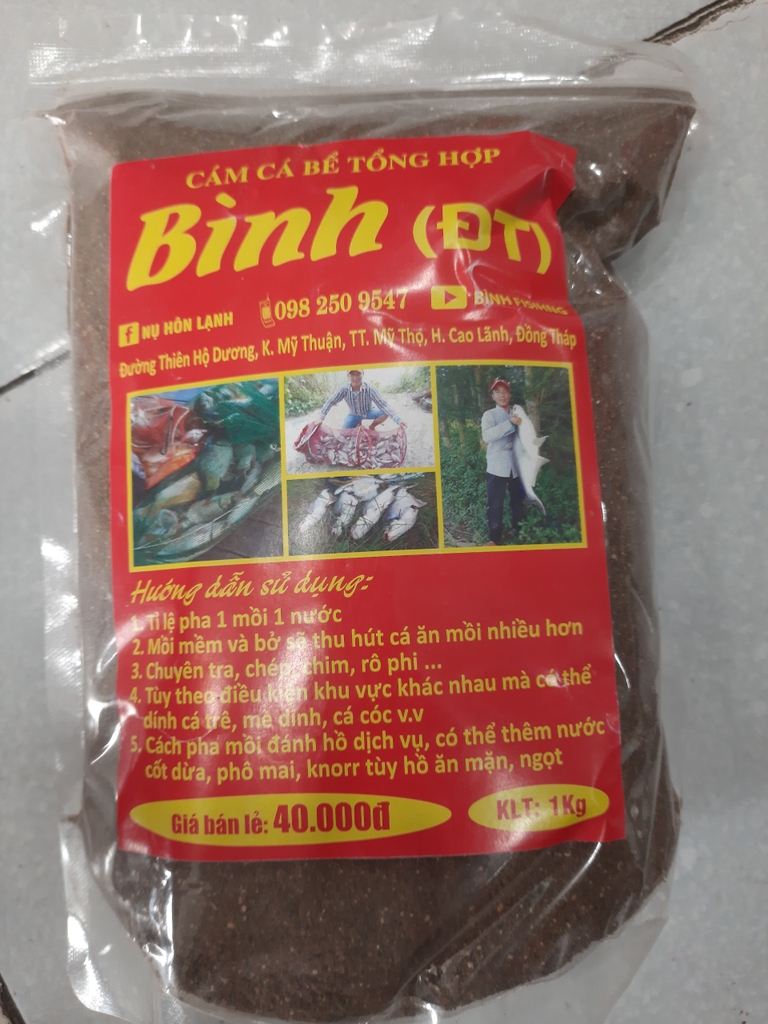 CÁM CÁ BỀ TỔNG HỢP
Bình (ĐT)
NỤ HÔN LẠNH 098 250 9547 BÌNH FISIHNG
Đường Thiên Hộ Dương, K. Mỹ Thuận, TT. Mỹ Thọ, H. Cao Lãnh, Đồng Tháp
Hướng dẫn sử dụng:
1. Tỉ lệ pha 1 mồi 1 nước
2. Mồi mềm và bở sẽ thu hút cá ăn mồi nhiều hơn
3. Chuyên tra, chép, chim, rô phi ...
4. Tùy theo điều kiện khu vực khác nhau mà có thể
dính cá trê, mè dinh, cá cóc v.v
5. Cách pha mồi đánh hồ dịch vụ, có thể thêm nước
cốt dừa, phô mai, knorr tùy hồ ăn mặn, ngọt
Giá bán lẻ: 40.000đ KLT: 1Kg